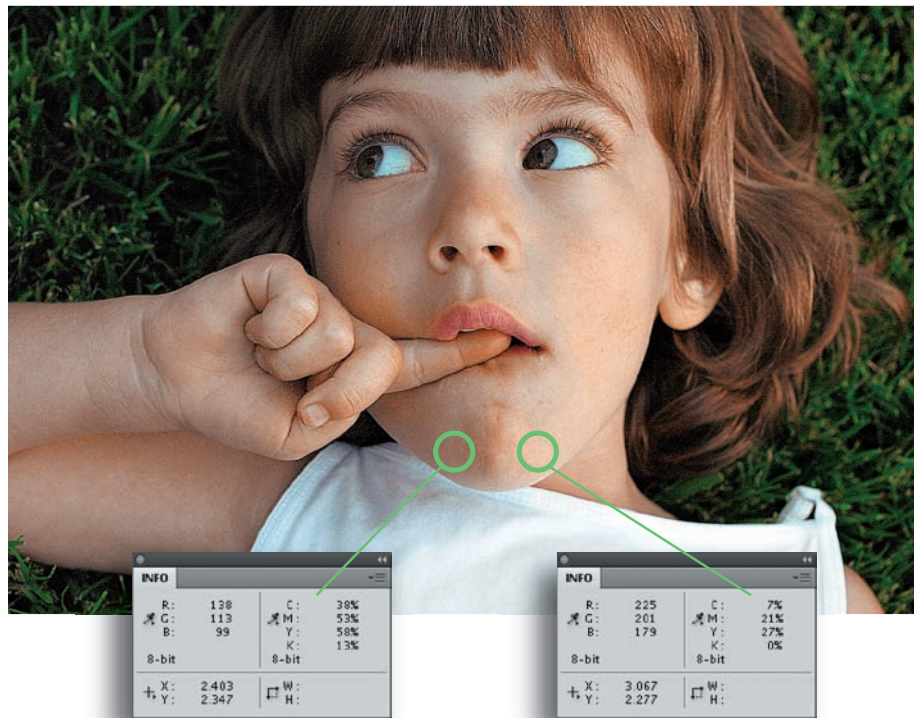 INFO
R: 138 C: 38%
G: 113 M: 53%
B: 99 Y: 58%
K: 13%
8-bit 8-bit
X: 2.403 W:
Y: 2.347 H:
INFO
R: 225 C: 7%
G: 201 M: 21%
B: 179 Y: 27%
K: 0%
8-bit 8-bit
X: 3.067 W:
Y: 2.277 H: